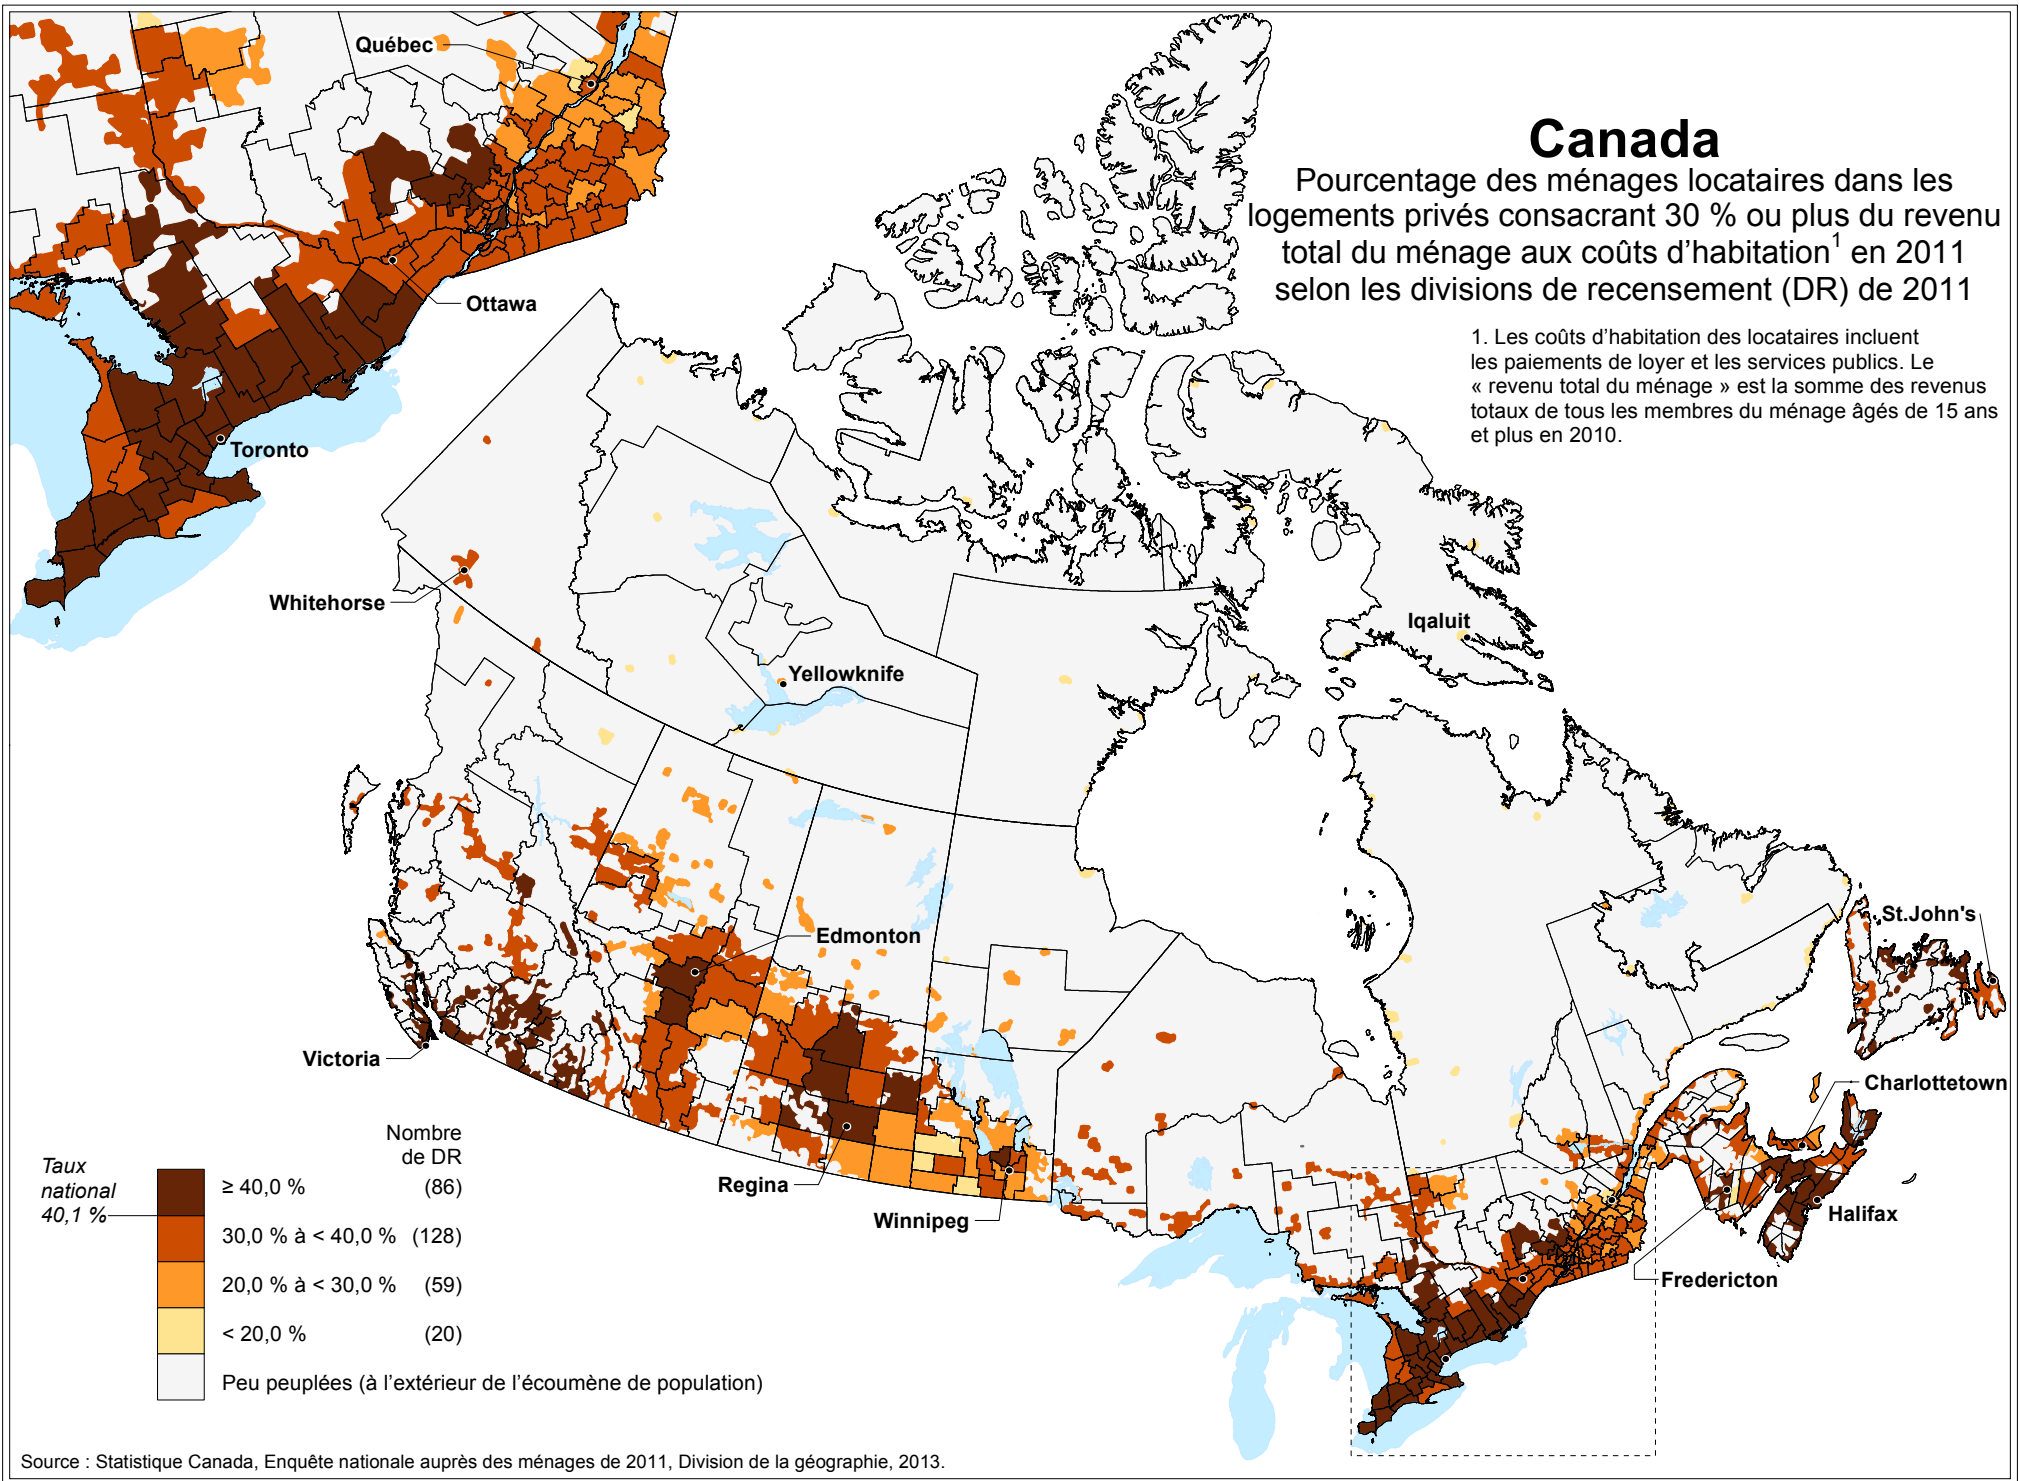 Canada
Pourcentage des ménages locataires dans les
logements privés consacrant 30 % ou plus du revenu
total du ménage aux coûts d’habitation1 en 2011
selon les divisions de recensement (DR) de 2011
1. Les coûts d’habitation des locataires incluent
les paiements de loyer et les services publics. Le
« revenu total du ménage » est la somme des revenus
totaux de tous les membres du ménage âgés de 15 ans
et plus en 2010.
Québec
Ottawa
Toronto
Whitehorse
Yellowknife
Iqaluit
Edmonton
St.John's
Victoria
Charlottetown
Regina
Winnipeg
Halifax
Fredericton
Nombre
de DR
Taux
national
40,1 %
≥ 40,0 % (86)
30,0 % à < 40,0 % (128)
20,0 % à < 30,0 % (59)
< 20,0 % (20)
Peu peuplées (à l’extérieur de l’écoumène de population)
Source : Statistique Canada, Enquête nationale auprès des ménages de 2011, Division de la géographie, 2013.